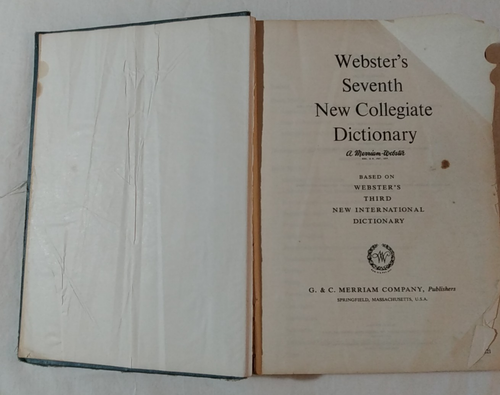 Webster's
Seventh
New Collegiate
Dictionary
A Merriam-Webster
BASED ON
WEBSTER'S
THIRD
NEW INTERNATIONAL
DICTIONARY
W
G. & C. MERRIAM COMPANY, Publishers
SPRINGFIELD, MASSACHUSETTS, U.S.A.